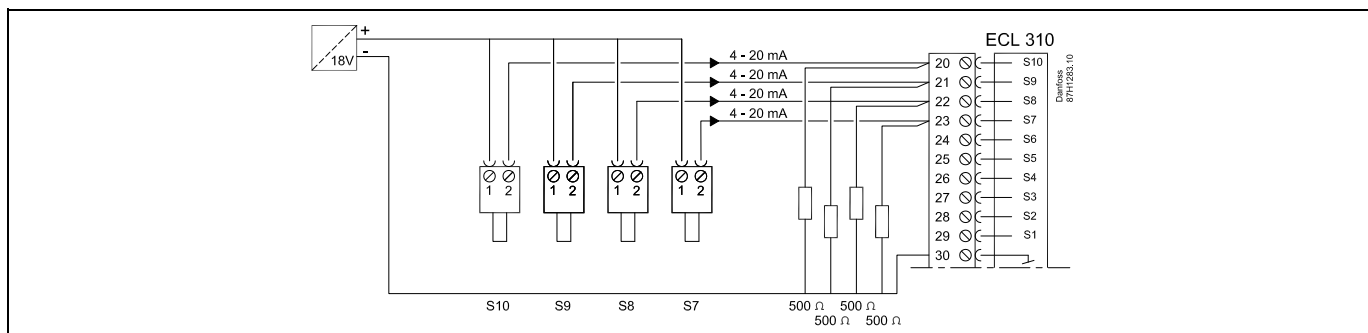 ECL 310
+
-
18V
4 - 20 mA
4 - 20 mA
4 - 20 mA
4 - 20 mA
20 S10
21 S9
22 S8
23 S7
24 S6
25 S5
26 S4
27 S3
28 S2
29 S1
30
Danfoss
87H1283.10
1 2
1 2
1 2
1 2
S10 S9 S8 S7
500 Ω 500 Ω
500 Ω 500 Ω